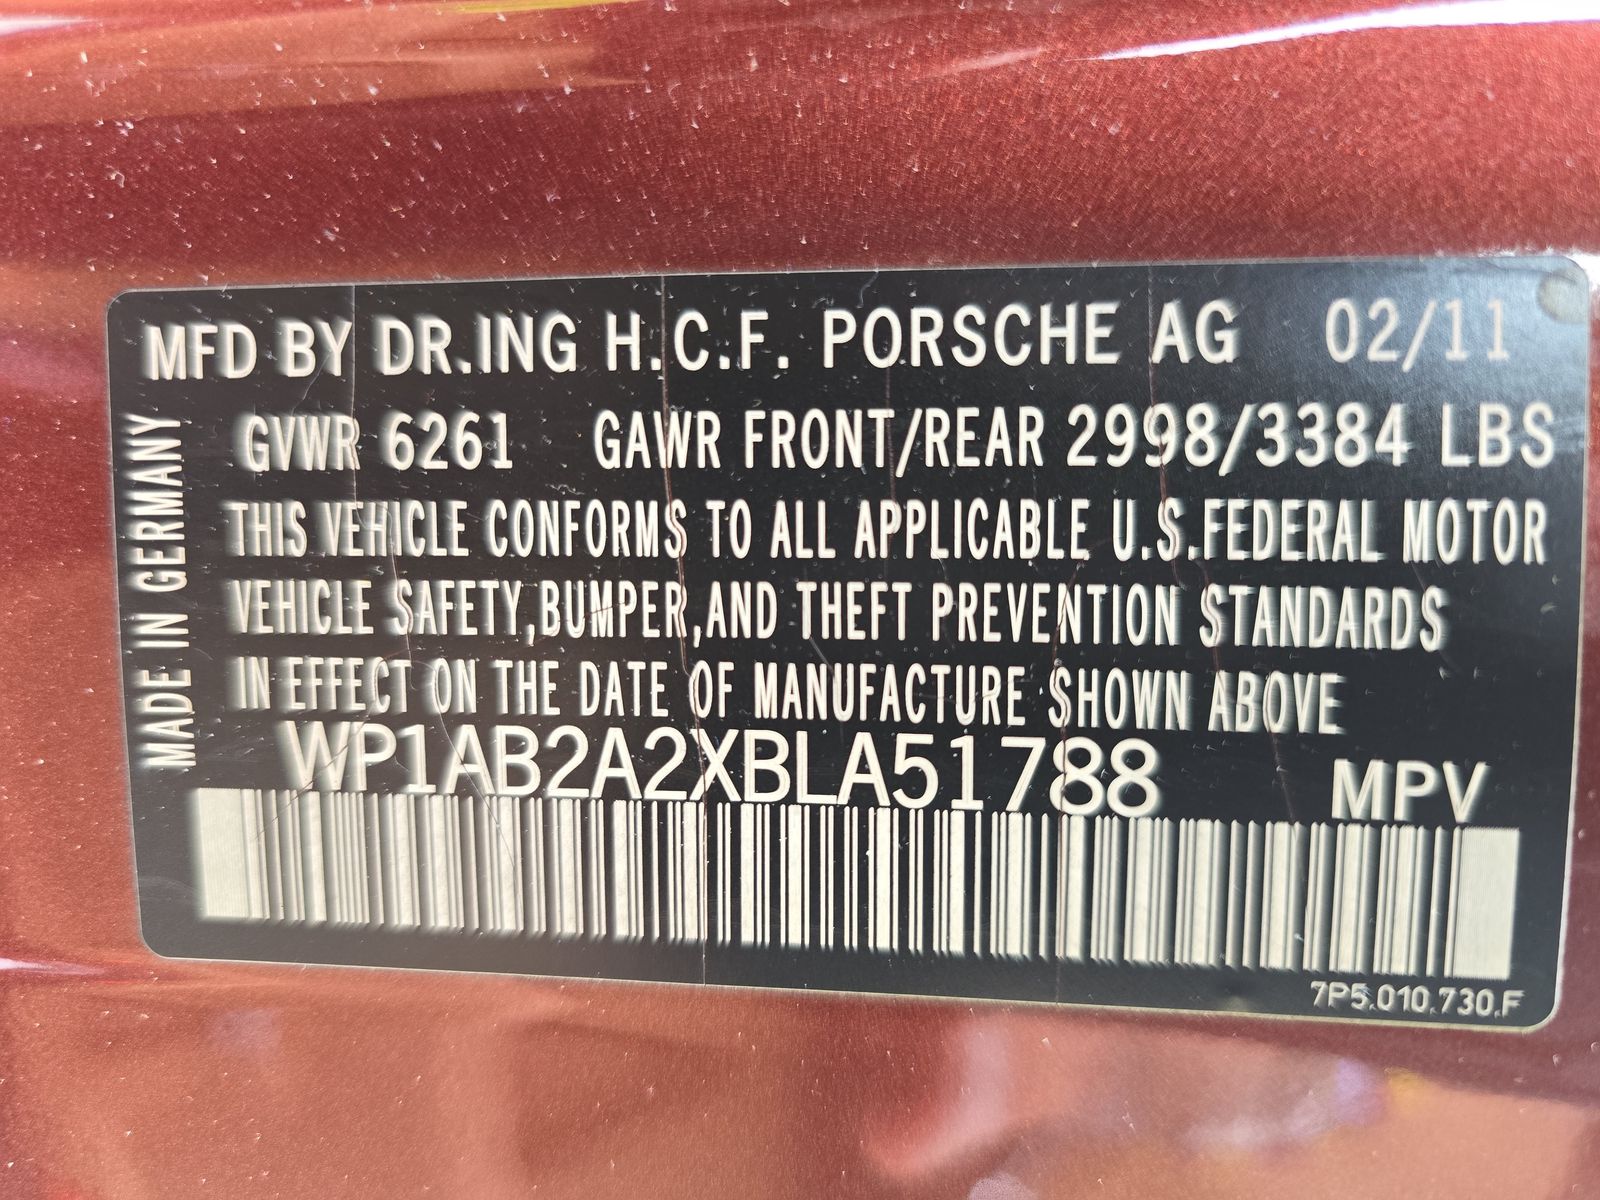 MFD BY DR.ING H.C.F. PORSCHE AG 02/11
GVWR 6261 GAWR FRONT/REAR 2998/3384 LBS
THIS VEHICLE CONFORMS TO ALL APPLICABLE U.S.FEDERAL MOTOR
VEHICLE SAFETY,BUMPER,AND THEFT PREVENTION STANDARDS
IN EFFECT ON THE DATE OF MANUFACTURE SHOWN ABOVE
WP1AB2A2XBLA51788 MPV
7P5.010.730.F
MADE IN GERMANY